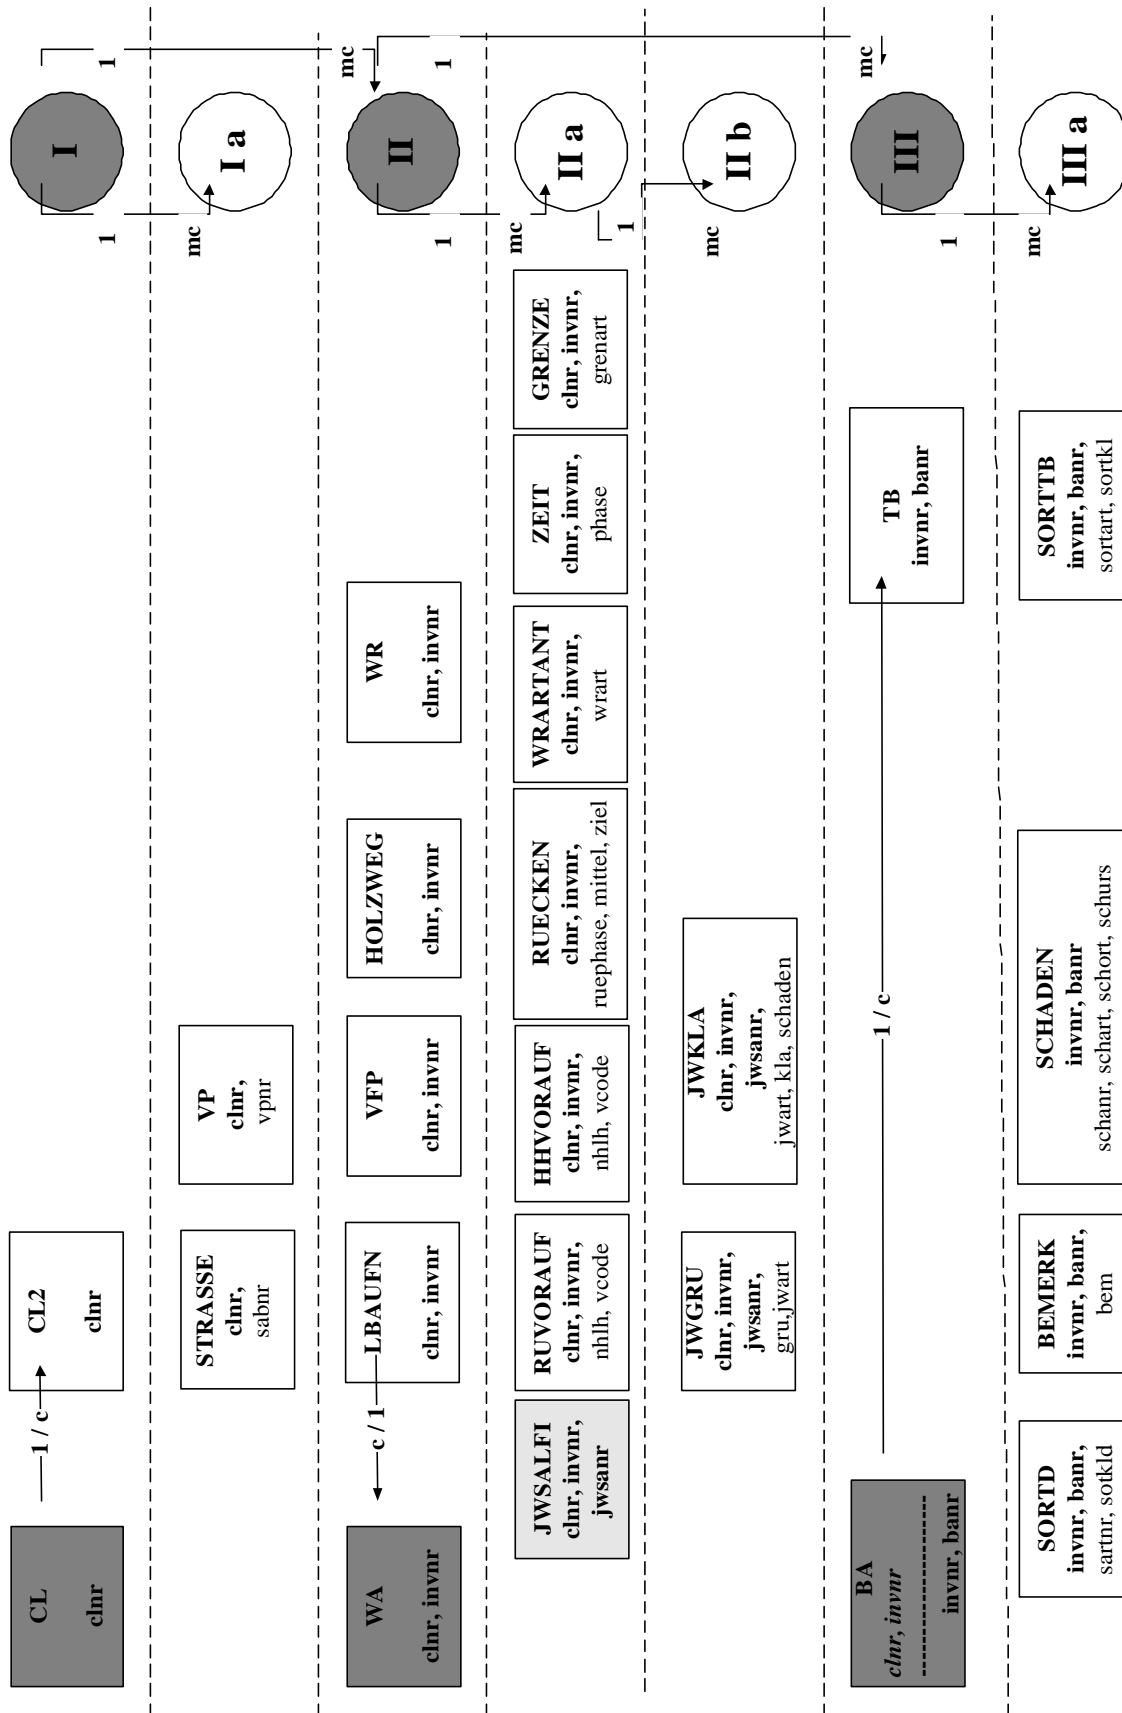 CL
clnr
1 / c
CL2
clnr
1
I
1
STRASSE
clnr,
sabnr
VP
clnr,
vpnr
mc
I a
WA
clnr, invnr
c / 1
LBAUFN
clnr, invnr
VFP
clnr, invnr
HOLZWEG
clnr, invnr
WR
clnr, invnr
1
II
mc
1
JWSALFI
clnr, invnr,
jwsanr
RUVORAUF
clnr, invnr,
nhlh, vcode
HHVORAUF
clnr, invnr,
nhlh, vcode
RUECKEN
clnr, invnr,
ruephase, mittel, ziel
WRARTANT
clnr, invnr,
wrart
ZEIT
clnr, invnr,
phase
GRENZE
clnr, invnr,
grenart
mc
II a
1
JWGRU
clnr, invnr,
jwsanr,
gru,jwart
JWKLA
clnr, invnr,
jwsanr,
jwart, kla, schaden
mc
II b
BA
clnr, invnr
invnr, banr
1 / c
TB
invnr, banr
1
III
mc
SORTD
invnr, banr,
sartnr, sotkld
BEMERK
invnr, banr,
bem
SCHADEN
invnr, banr
schanr, schart, schort, schurs
SORTTB
invnr, banr,
sortart, sortkl
mc
III a